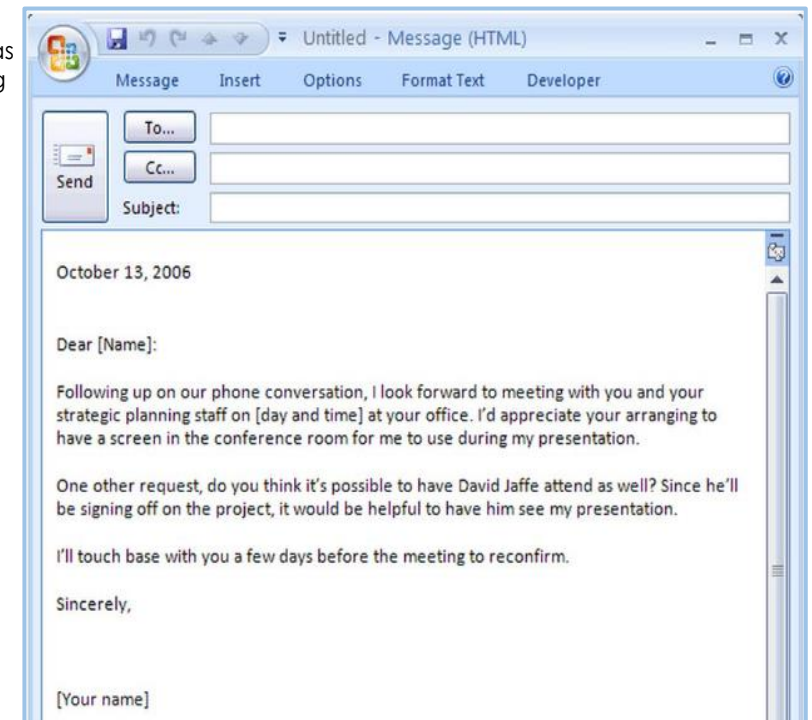 as
g
Untitled - Message (HTML)
Message Insert Options Format Text Developer
To...
Cc...
Send
Subject:
October 13, 2006
Dear [Name]:
Following up on our phone conversation, I look forward to meeting with you and your
strategic planning staff on [day and time] at your office. I'd appreciate your arranging to
have a screen in the conference room for me to use during my presentation.
One other request, do you think it's possible to have David Jaffe attend as well? Since he'll
be signing off on the project, it would be helpful to have him see my presentation.
I'll touch base with you a few days before the meeting to reconfirm.
Sincerely,
[Your name]